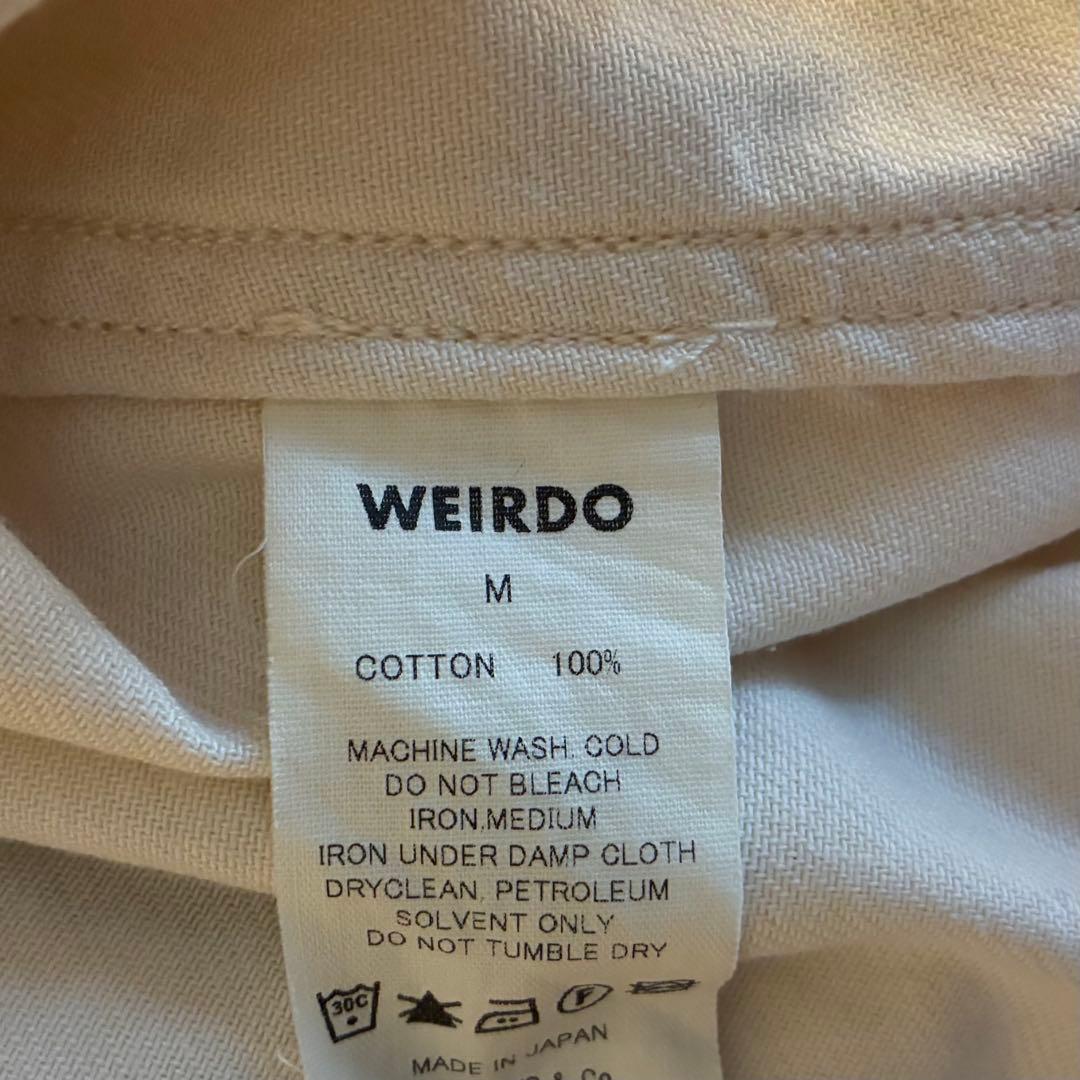 WEIRDO
M
COTTON 100%
MACHINE WASH. COLD
DO NOT BLEACH
IRON.MEDIUM
IRON UNDER DAMP CLOTH
DRYCLEAN. PETROLEUM
SOLVENT ONLY
DO NOT TUMBLE DRY
30C F
MADE IN JAPAN
& Co